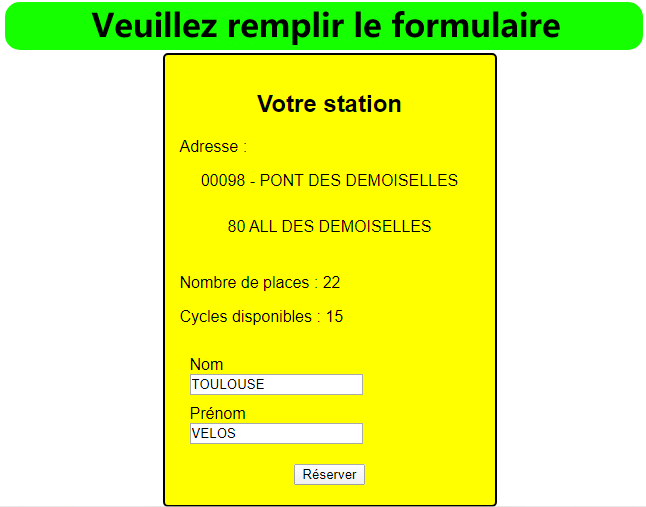 Veuillez remplir le formulaire
Votre station
Adresse :
00098 - PONT DES DEMOISELLES
80 ALL DES DEMOISELLES
Nombre de places : 22
Cycles disponibles : 15
Nom
TOULOUSE
Prénom
VELOS
Réserver